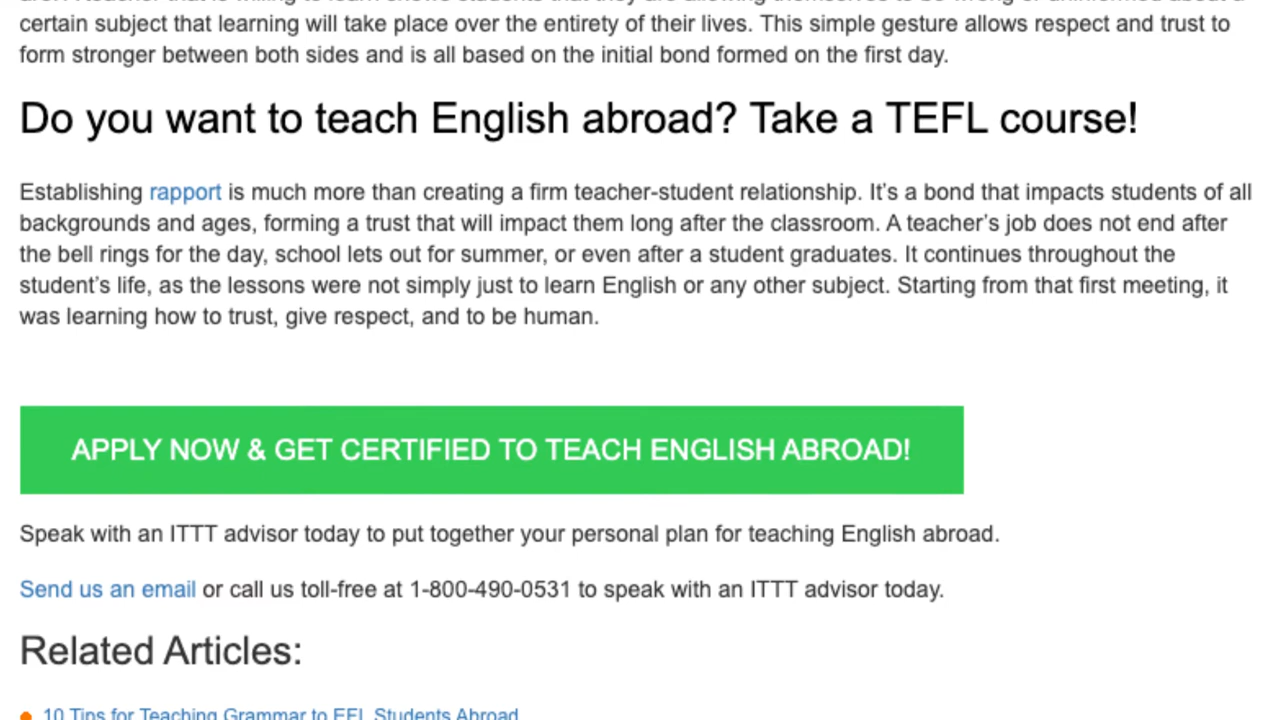 certain subject that learning will take place over the entirety of their lives. This simple gesture allows respect and trust to
form stronger between both sides and is all based on the initial bond formed on the first day.
Do you want to teach English abroad? Take a TEFL course!
Establishing rapport is much more than creating a firm teacher-student relationship. It’s a bond that impacts students of all
backgrounds and ages, forming a trust that will impact them long after the classroom. A teacher’s job does not end after
the bell rings for the day, school lets out for summer, or even after a student graduates. It continues throughout the
student’s life, as the lessons were not simply just to learn English or any other subject. Starting from that first meeting, it
was learning how to trust, give respect, and to be human.
APPLY NOW & GET CERTIFIED TO TEACH ENGLISH ABROAD!
Speak with an ITTT advisor today to put together your personal plan for teaching English abroad.
Send us an email or call us toll-free at 1-800-490-0531 to speak with an ITTT advisor today.
Related Articles:
10 Tips for Teaching Grammar to EFL Students Abroad